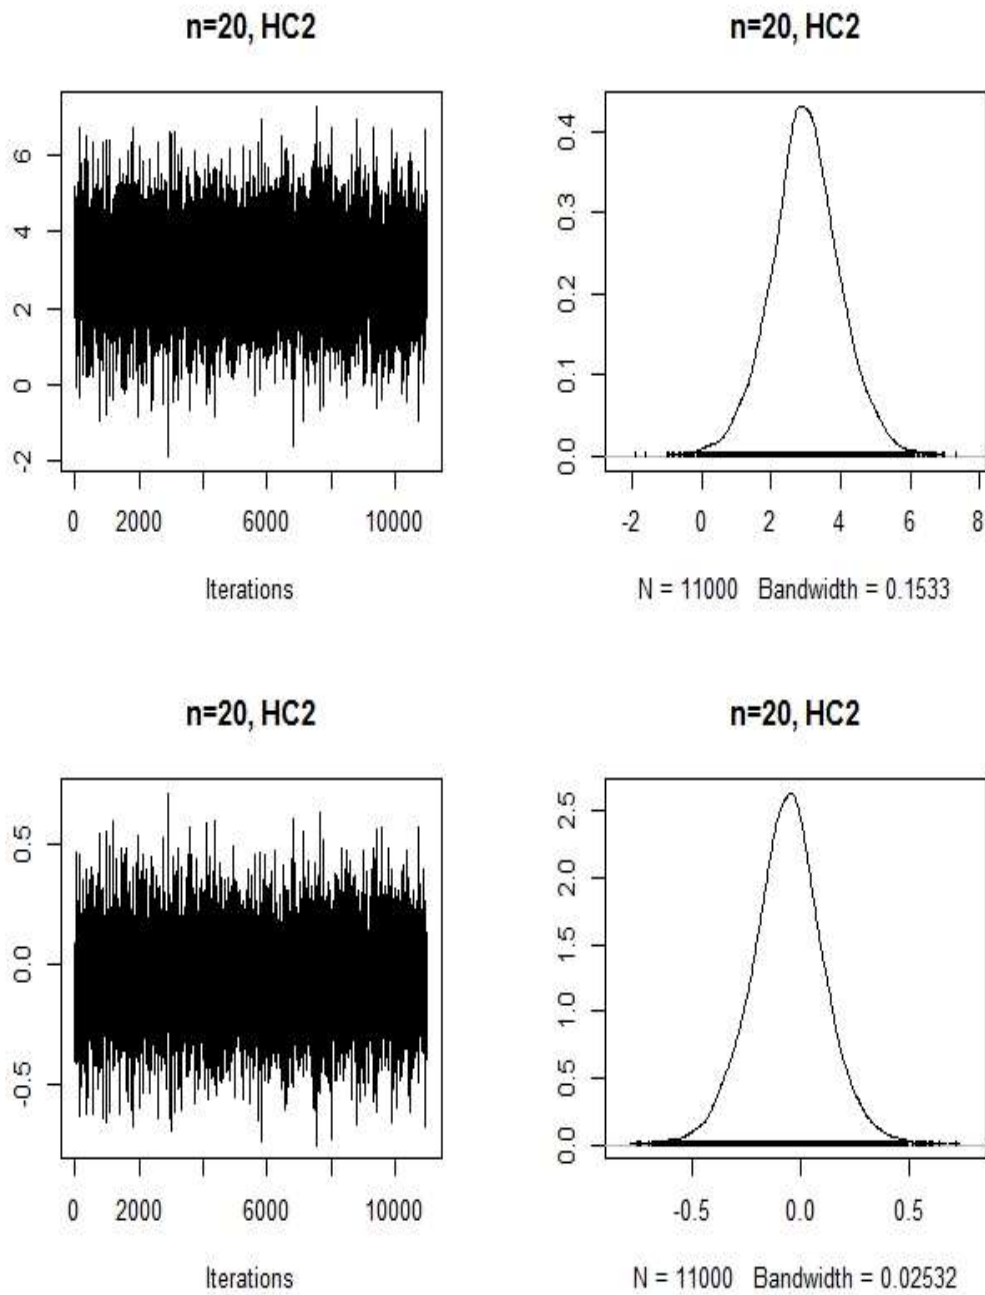 n=20, HC2
n=20, HC2
6
4
2
0
-2
0 2000 6000 10000
Iterations
0.4
0.3
0.2
0.1
0.0
-2 0 2 4 6 8
N = 11000 Bandwidth = 0.1533
n=20, HC2
n=20, HC2
0.5
0.0
-0.5
0 2000 6000 10000
Iterations
2.5
2.0
1.5
1.0
0.5
0.0
-0.5 0.0 0.5
N = 11000 Bandwidth = 0.02532